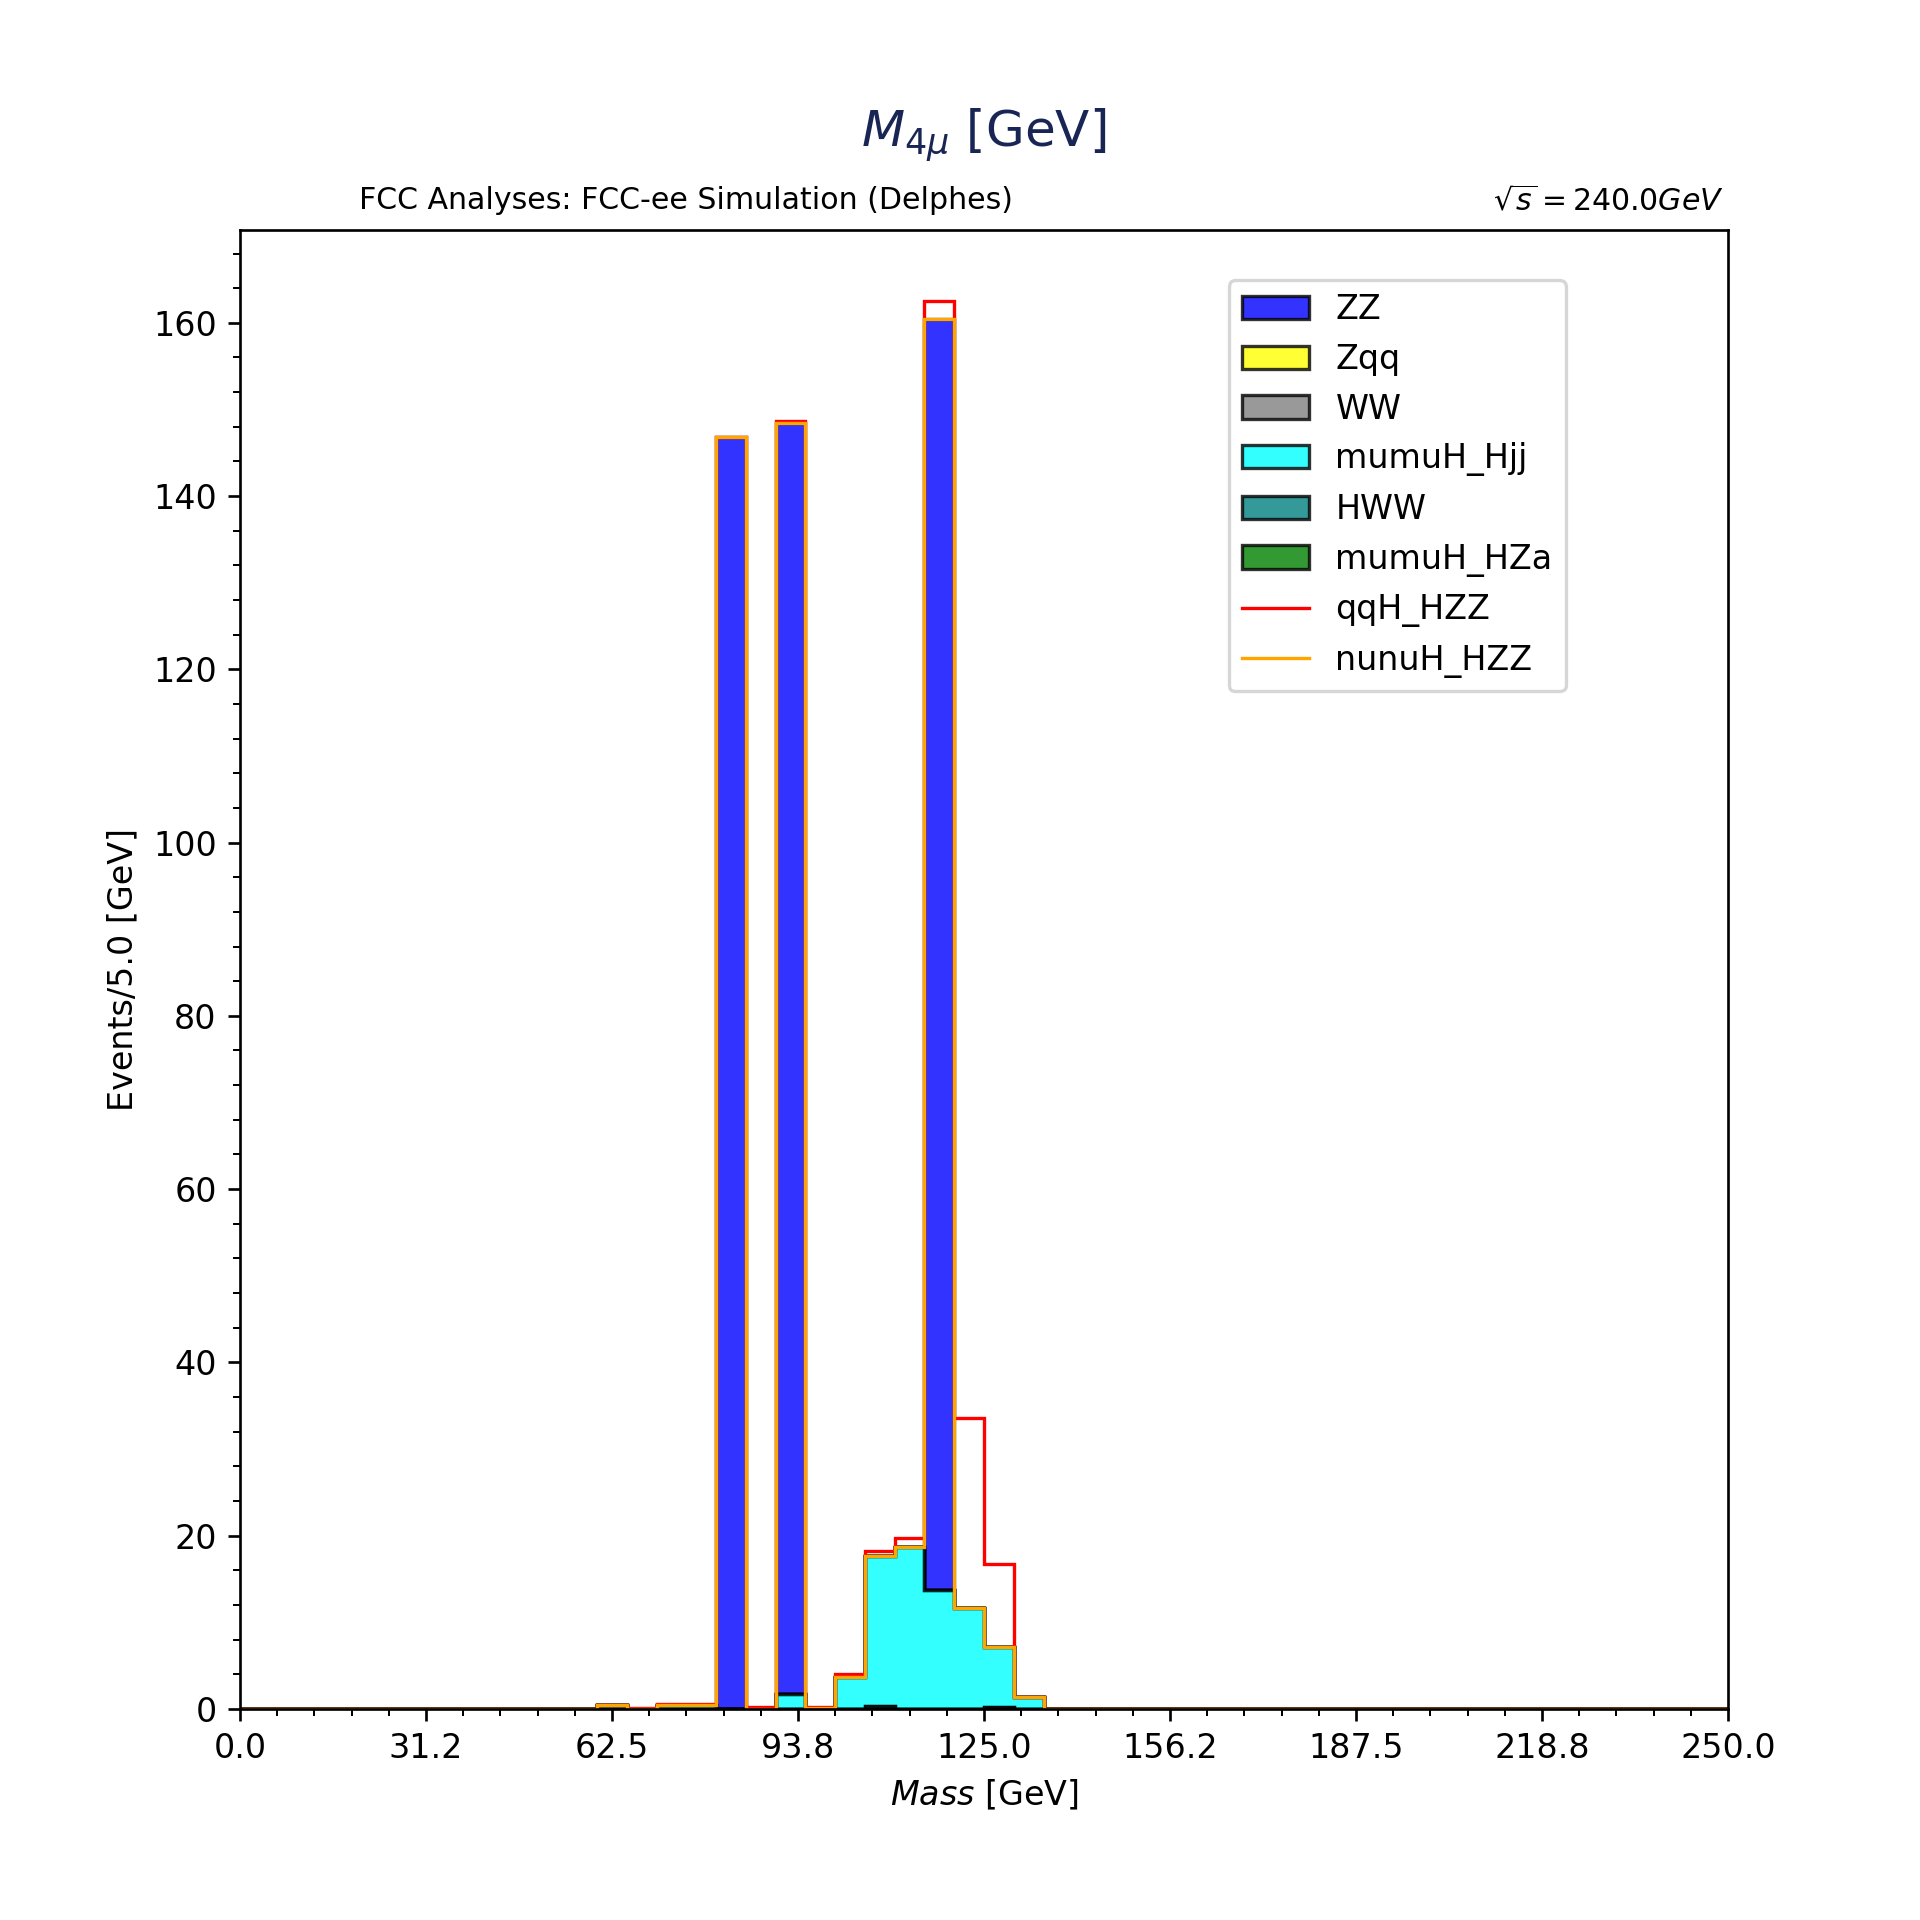 M4μ [GeV]
FCC Analyses: FCC-ee Simulation (Delphes)
√s = 240.0GeV
ZZ
Zqq
WW
mumuH_Hjj
HWW
mumuH_HZa
qqH_HZZ
nunuH_HZZ
Events/5.0 [GeV]
160
140
120
100
80
60
40
20
0
0.0 31.2 62.5 93.8 125.0 156.2 187.5 218.8 250.0
Mass [GeV]